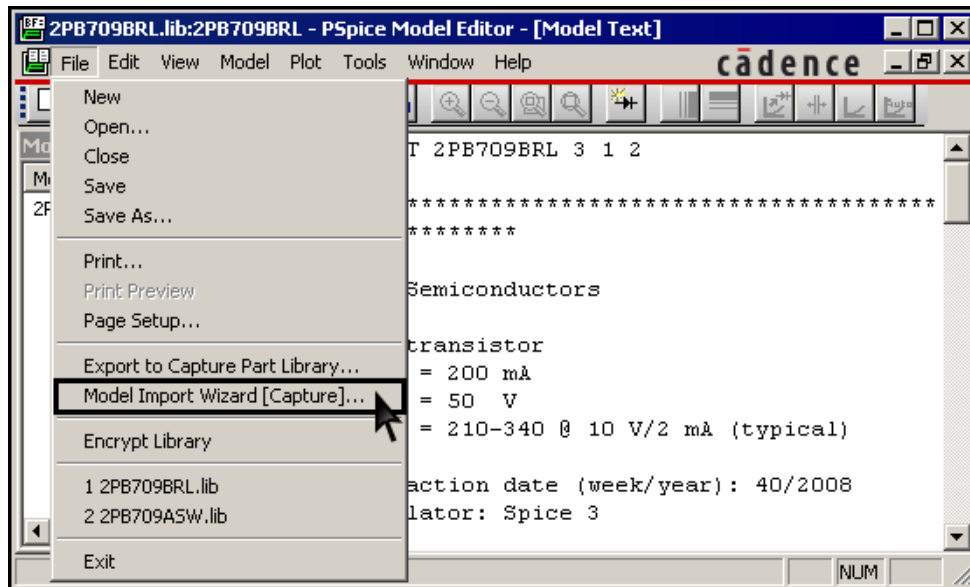 2PB709BRL.lib:2PB709BRL - PSpice Model Editor - [Model Text]
File Edit View Model Plot Tools Window Help cādence
New
Open...
Close
Save
Save As...
Print...
Print Preview
Page Setup...
Export to Capture Part Library...
Model Import Wizard [Capture]...
Encrypt Library
1 2PB709BRL.lib
2 2PB709ASW.lib
Exit
T 2PB709BRL 3 1 2
**************************************
********
Semiconductors
transistor
= 200 mA
= 50 V
= 210-340 @ 10 V/2 mA (typical)
action date (week/year): 40/2008
lator: Spice 3
NUM